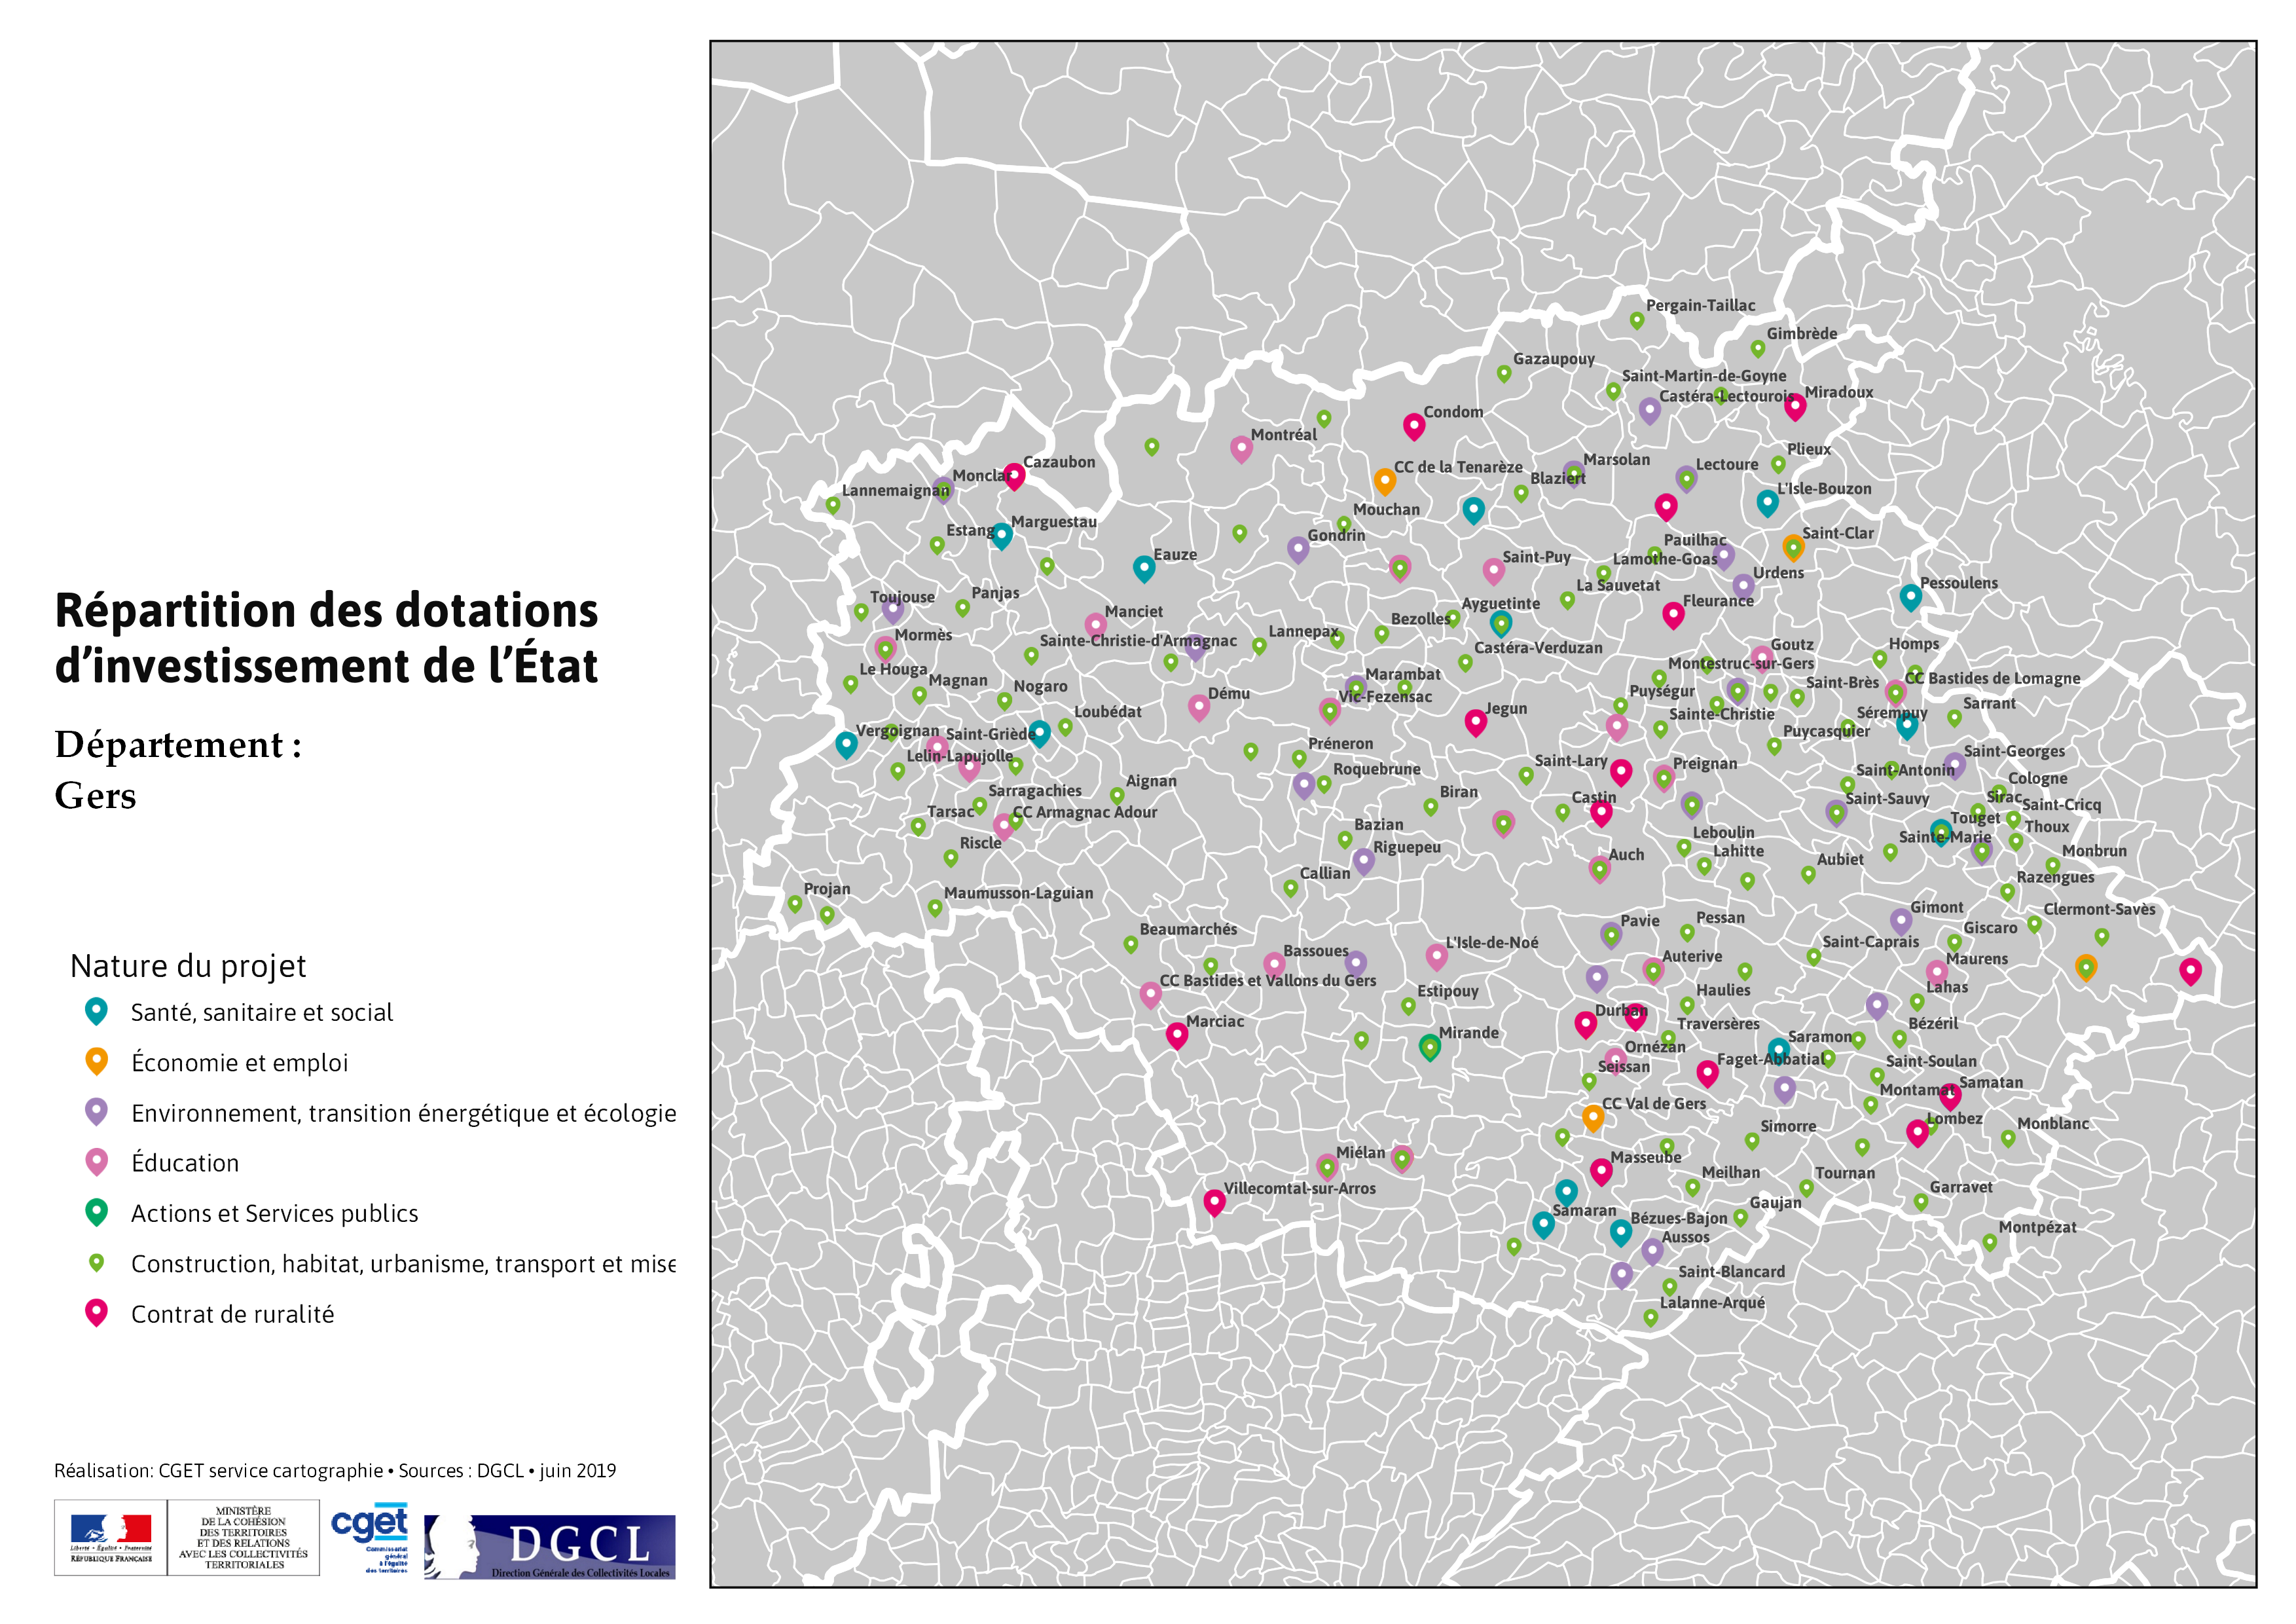 Répartition des dotations
d’investissement de l’État
Département :
Gers
Nature du projet
Santé, sanitaire et social
Économie et emploi
Environnement, transition énergétique et écologie
Éducation
Actions et Services publics
Construction, habitat, urbanisme, transport et mise
Contrat de ruralité
Réalisation: CGET service cartographie • Sources : DGCL • juin 2019
Liberté • Égalité • Fraternité
RÉPUBLIQUE FRANÇAISE
MINISTÈRE
DE LA COHÉSION
DES TERRITOIRES
ET DES RELATIONS
AVEC LES COLLECTIVITÉS
TERRITORIALES
cget
Commissariat
général
à l'égalité
des territoires
DGCL
Direction Générale des Collectivités Locales
Pergain-Taillac
Gimbrède
Gazaupouy
Saint-Martin-de-Goyne
Castéra-Lectourois
Miradoux
Condom
Montréal
Plieux
Cazaubon
Monclar
CC de la Tenarèze
Marsolan
Lectoure
Blaziert
L'Isle-Bouzon
Lannemaignan
Mouchan
Marguestau
Estang
Gondrin
Pauilhac
Saint-Clar
Eauze
Saint-Puy
Lamothe-Goas
Urdens
La Sauvetat
Pessoulens
Toujouse
Panjas
Manciet
Ayguetinte
Fleurance
Bezolles
Mormès
Sainte-Christie-d'Armagnac
Lannepax
Castéra-Verduzan
Goutz
Homps
Montestruc-sur-Gers
Le Houga
Magnan
Nogaro
Marambat
CC Bastides de Lomagne
Saint-Brès
Dému
Vic-Fezensac
Puységur
Sarrant
Loubédat
Jegun
Sainte-Christie
Sérempuy
Vergoignan
Saint-Griède
Puycasquier
Préneron
Saint-Georges
Lelin-Lapujolle
Roquebrune
Saint-Lary
Preignan
Saint-Antonin
Cologne
Sarragachies
Aignan
Biran
Castin
Saint-Sauvy
Sirac
Saint-Cricq
Tarsac
CC Armagnac Adour
Bazian
Touget
Thoux
Leboulin
Sainte-Marie
Riscle
Riguepeu
Auch
Lahitte
Aubiet
Monbrun
Callian
Razengues
Projan
Maumusson-Laguian
Beaumarchés
Pavie
Pessan
Gimont
Clermont-Savès
Giscaro
Bassoues
L'Isle-de-Noé
Auterive
Saint-Caprais
Maurens
CC Bastides et Vallons du Gers
Estipouy
Haulies
Lahas
Marciac
Durban
Mirande
Traversères
Saramon
Bézéril
Ornézan
Faget-Abbatial
Seissan
Saint-Soulan
Montamat
Samatan
CC Val de Gers
Lombez
Simorre
Monblanc
Miélan
Masseube
Meilhan
Tournan
Villecomtal-sur-Arros
Garravet
Samaran
Gaujan
Bézues-Bajon
Montpézat
Aussos
Saint-Blancard
Lalanne-Arqué